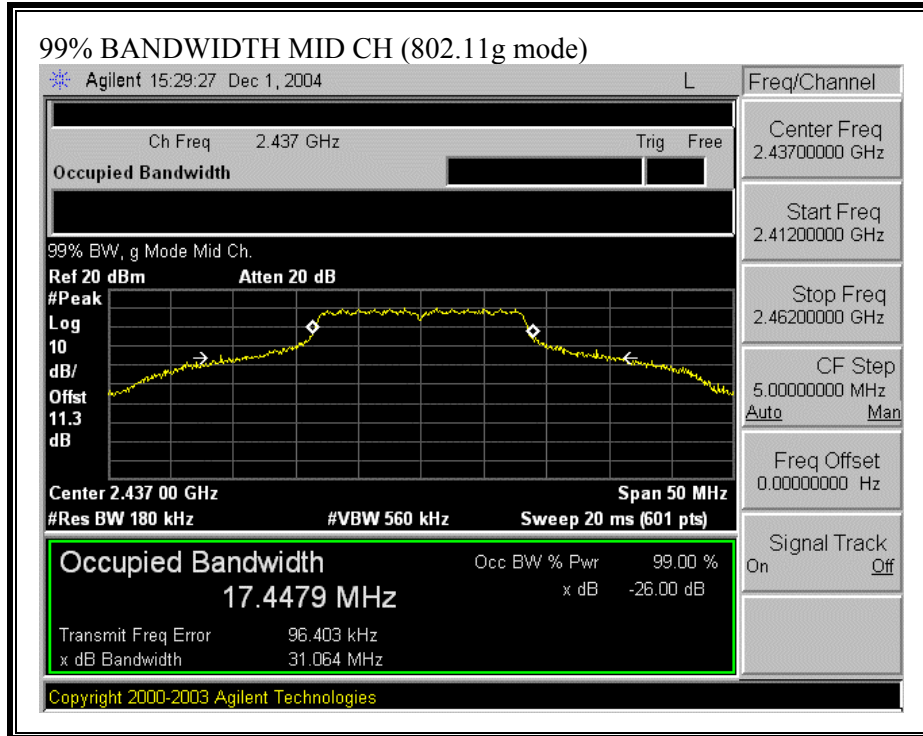 99% BANDWIDTH MID CH (802.11g mode)
Agilent 15:29:27 Dec 1, 2004 L
Freq/Channel
Ch Freq 2.437 GHz Trig Free
Occupied Bandwidth
Center Freq
2.43700000 GHz
Start Freq
2.41200000 GHz
99% BW, g Mode Mid Ch.
Ref 20 dBm Atten 20 dB
#Peak
Log
10
dB/
Offst
11.3
dB
Stop Freq
2.46200000 GHz
CF Step
5.00000000 MHz
Auto Man
Freq Offset
0.00000000 Hz
Center 2.437 00 GHz Span 50 MHz
#Res BW 180 kHz #VBW 560 kHz Sweep 20 ms (601 pts)
Signal Track
On Off
Occupied Bandwidth Occ BW % Pwr 99.00 %
17.4479 MHz x dB -26.00 dB
Transmit Freq Error 96.403 kHz
x dB Bandwidth 31.064 MHz
Copyright 2000-2003 Agilent Technologies